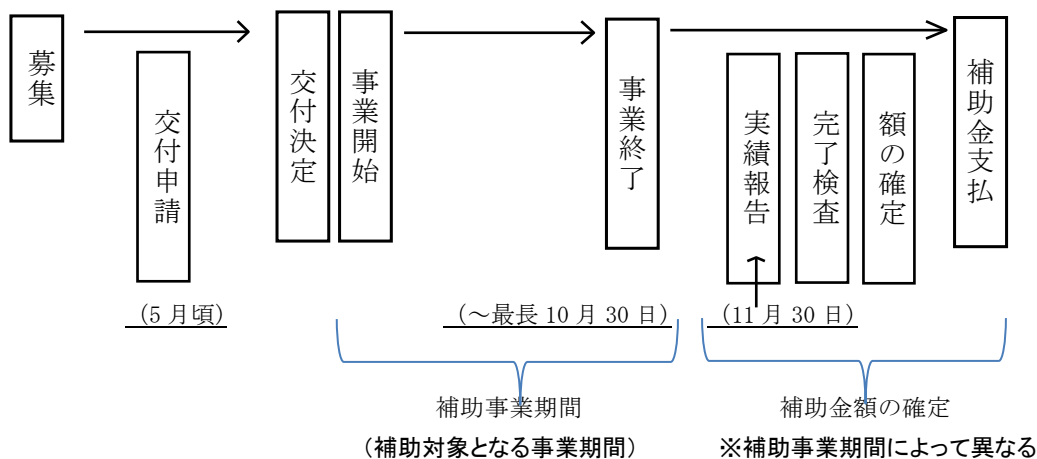 募集
交付申請
交付決定
事業開始
事業終了
実績報告
完了検査
額の確定
補助金支払
(5月頃)
(～最長10月30日)
(11月30日)
補助事業期間
(補助対象となる事業期間)
補助金額の確定
※補助事業期間によって異なる